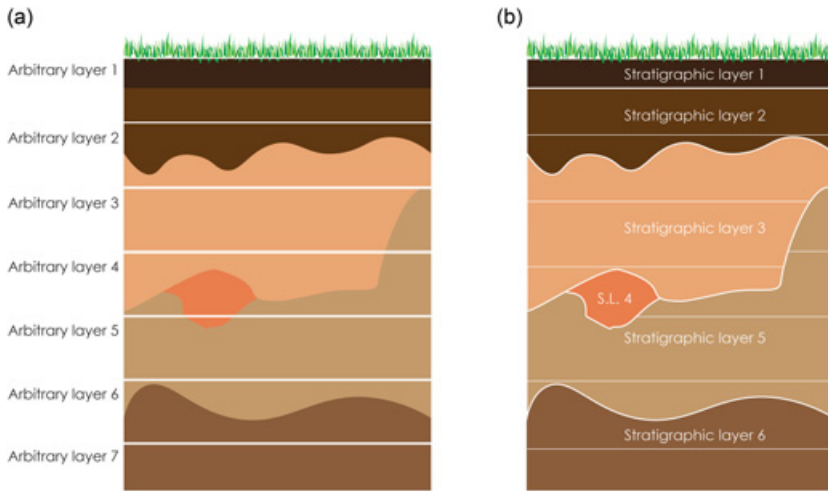 (a)
Arbitrary layer 1
Arbitrary layer 2
Arbitrary layer 3
Arbitrary layer 4
Arbitrary layer 5
Arbitrary layer 6
Arbitrary layer 7
(b)
Stratigraphic layer 1
Stratigraphic layer 2
Stratigraphic layer 3
S.L. 4
Stratigraphic layer 5
Stratigraphic layer 6